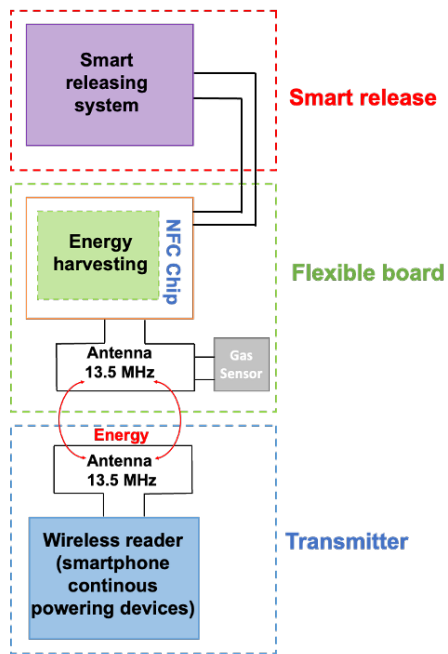 Smart
releasing
system
Smart release
Energy
harvesting
NFC Chip
Flexible board
Antenna
13.5 MHz
Gas
Sensor
Energy
Antenna
13.5 MHz
Wireless reader
(smartphone
continous
powering devices)
Transmitter